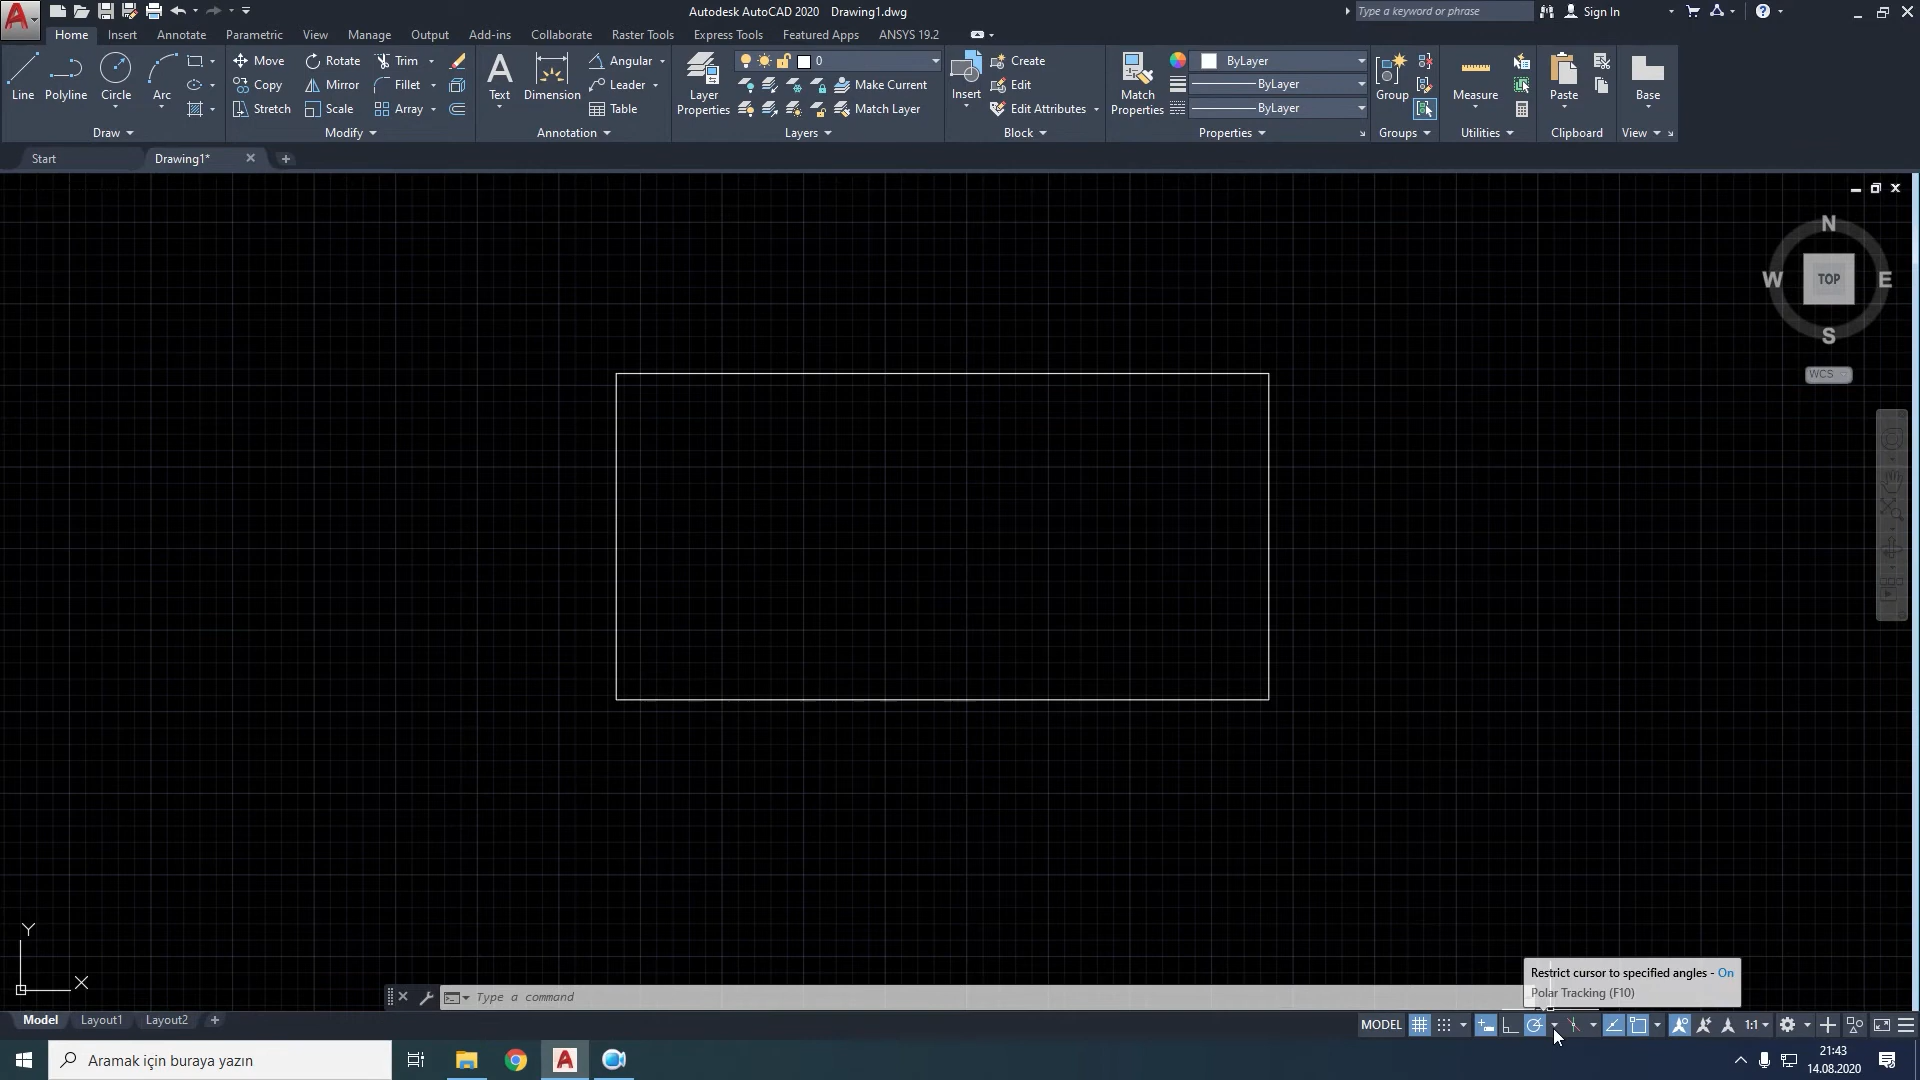 Autodesk AutoCAD 2020 Drawing1.dwg
Type a keyword or phrase
Sign In
Home Insert Annotate Parametric View Manage Output Add-ins Collaborate Raster Tools Express Tools Featured Apps ANSYS 19.2
Line Polyline Circle Arc
Draw
Move Rotate Trim
Copy Mirror Fillet
Stretch Scale Array
Modify
Text Dimension
Angular
Leader
Table
Annotation
Layer Properties
0
Make Current
Match Layer
Layers
Insert
Create
Edit
Edit Attributes
Block
Match Properties
ByLayer
ByLayer
ByLayer
Properties
Group
Groups
Measure
Utilities
Paste
Clipboard
Base
View
Start Drawing1*
N
W TOP E
S
WCS
Y
X
Restrict cursor to specified angles - On
Polar Tracking (F10)
Type a command
Model Layout1 Layout2
MODEL 1:1
Aramak için buraya yazın
21:43
14.08.2020